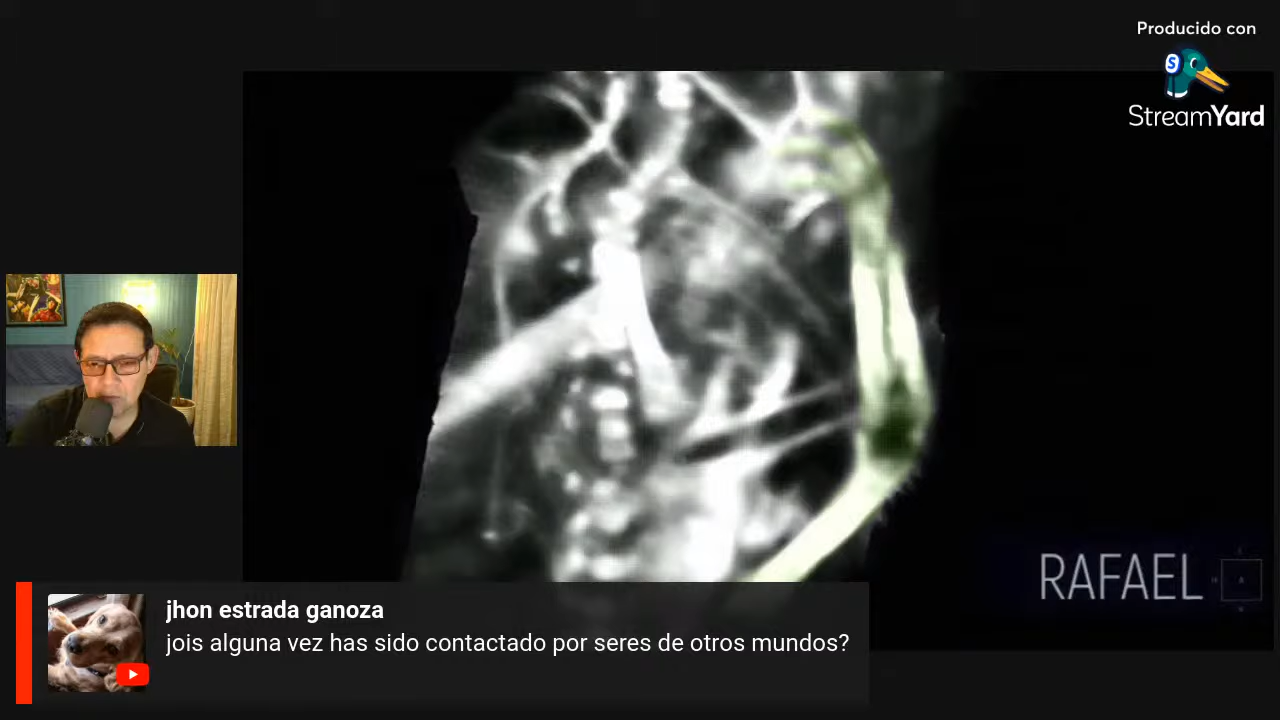 Producido con
StreamYard
RAFAEL
jhon estrada ganoza
jois alguna vez has sido contactado por seres de otros mundos?